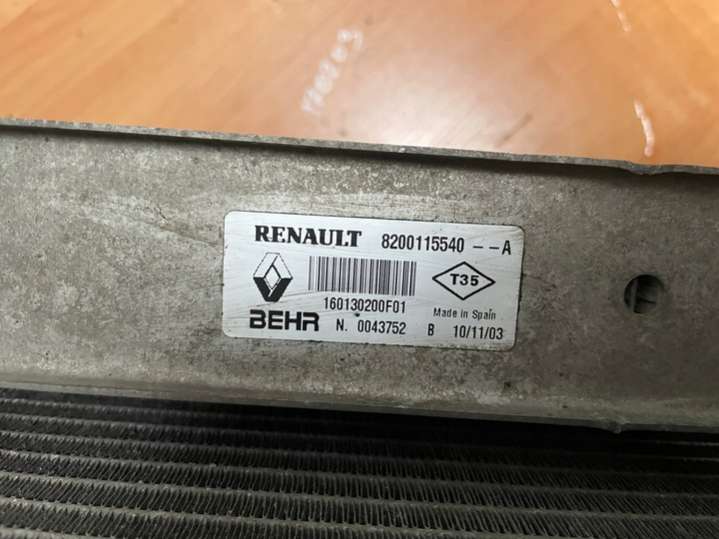 RENAULT 8200115540 --A
160130200F01
T35
Made in Spain
BEHR N. 0043752 B 10/11/03